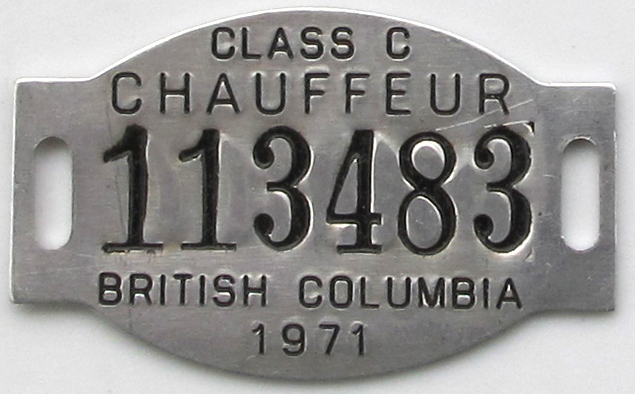 CLASS C
CHAUFFEUR
113483
BRITISH COLUMBIA
1971